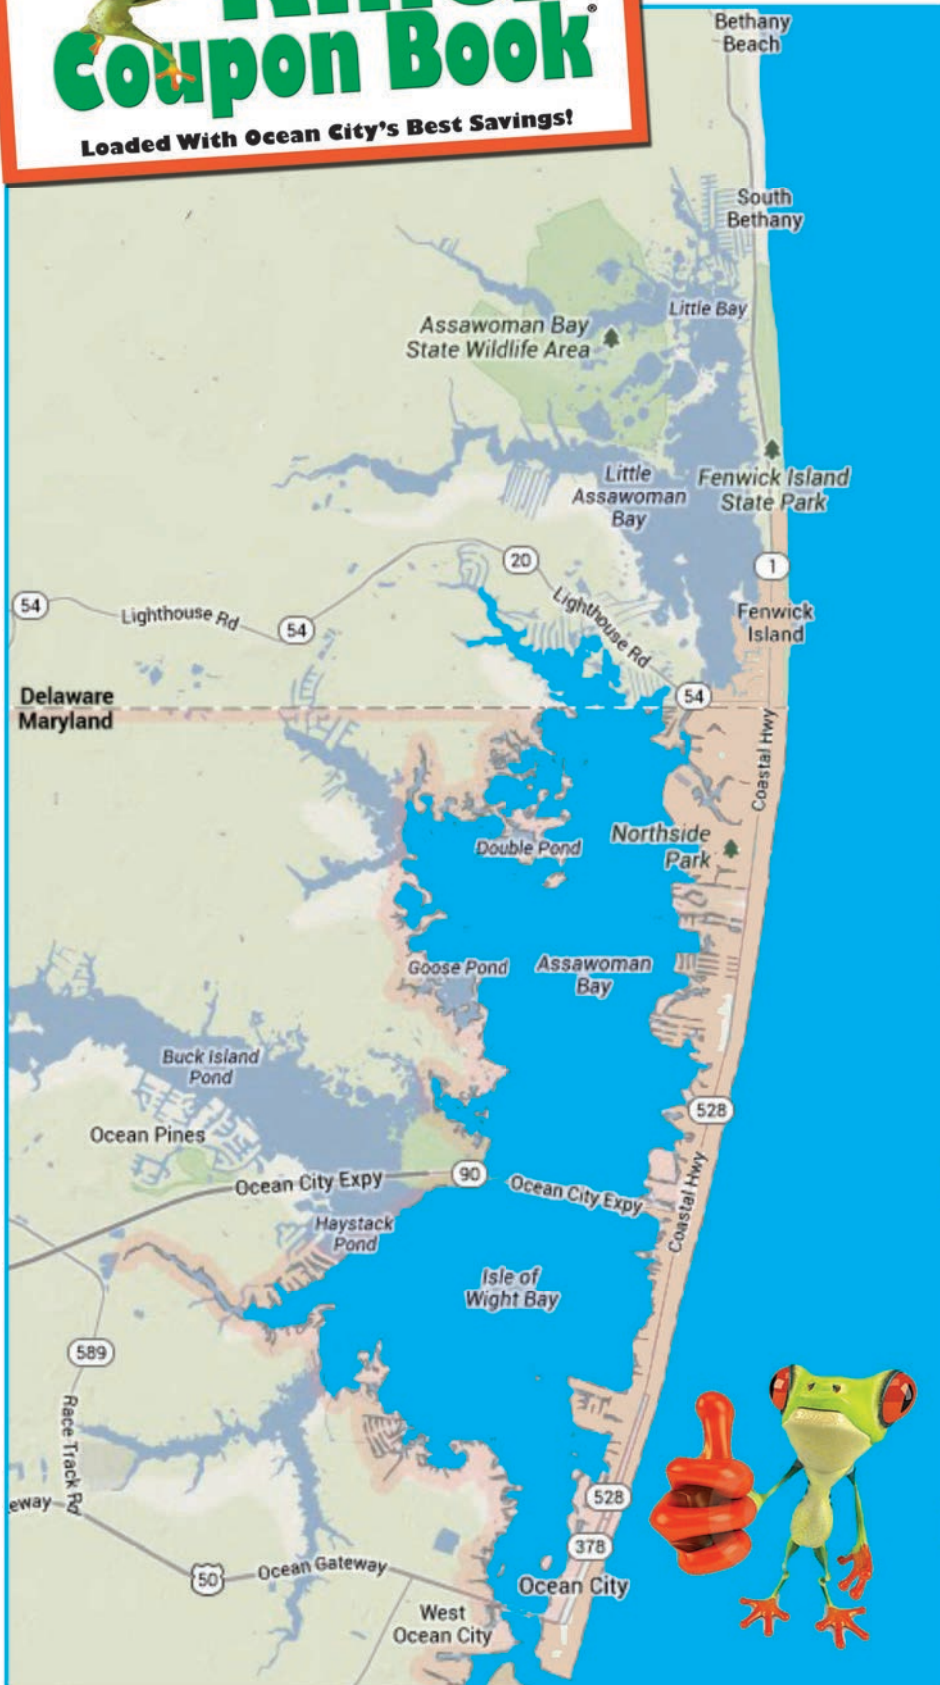 Coupon Book®
Loaded With Ocean City's Best Savings!
Bethany
Beach
South
Bethany
Little Bay
Assawoman Bay
State Wildlife Area
Little
Assawoman
Bay
Fenwick Island
State Park
20
1
54
Lighthouse Rd
54
Lighthouse Rd
Fenwick
Island
54
Delaware
Maryland
Coastal Hwy
Northside
Park
Double Pond
Goose Pond
Assawoman
Bay
Buck Island
Pond
528
Ocean Pines
Ocean City Expy
90
Ocean City Expy
Coastal Hwy
Haystack
Pond
Isle of
Wight Bay
589
Race Track Rd
eway
528
378
50
Ocean Gateway
Ocean City
West
Ocean City